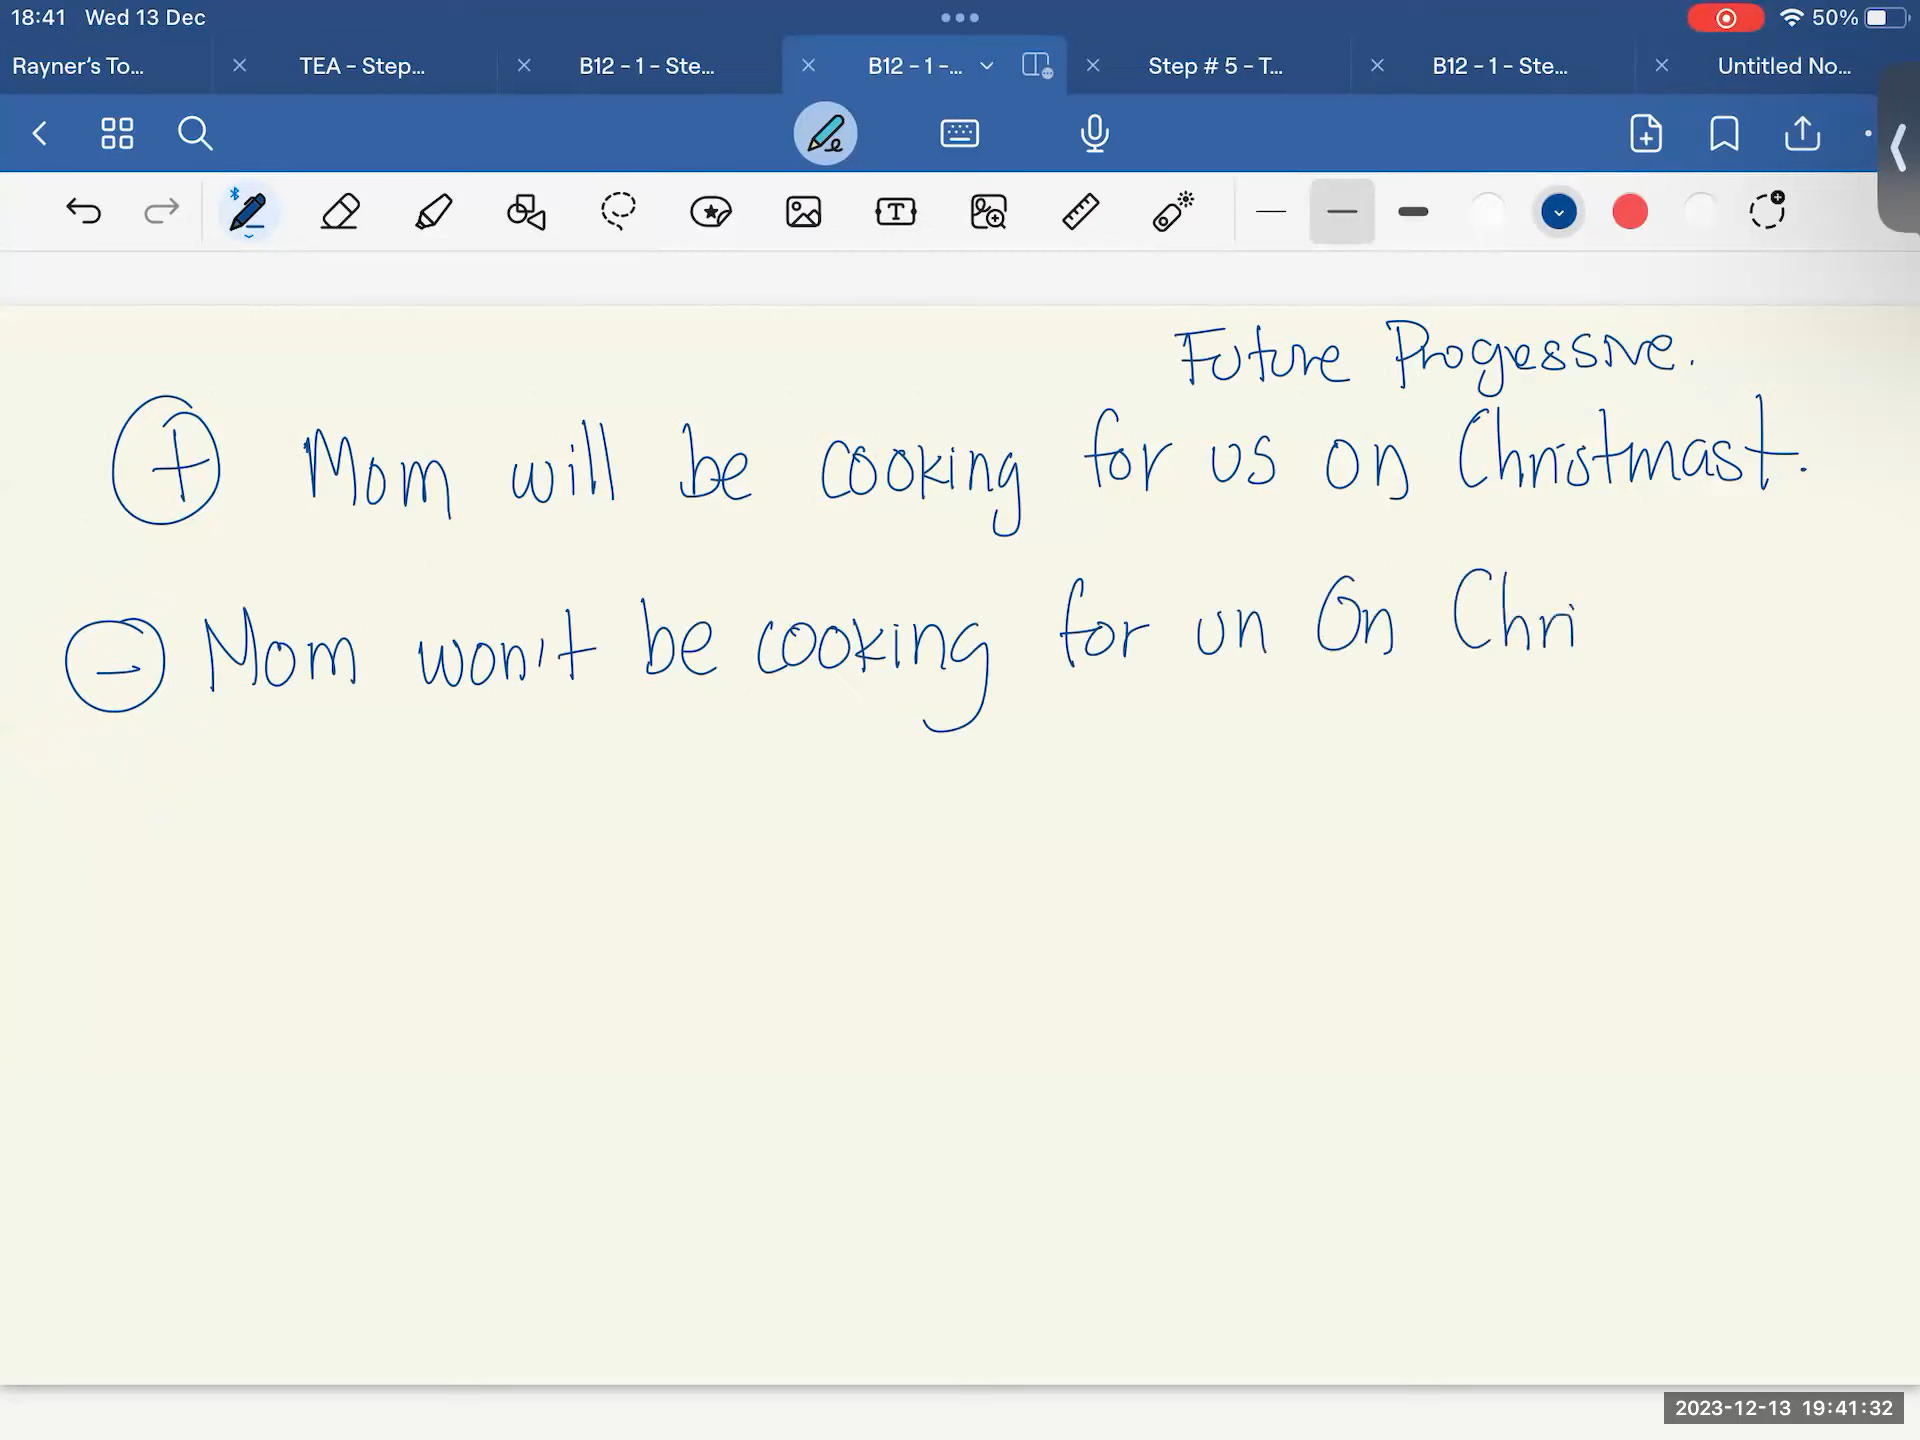 18:41 Wed 13 Dec 50%
Rayner's To... TEA - Step... B12 - 1 - Ste... B12 - 1 -... Step # 5 - T... B12 - 1 - Ste... Untitled No...
Future Progessive.
+ Mom will be cooking for us on Christmast.
- Mom won't be cooking for un On Chri
2023-12-13 19:41:32